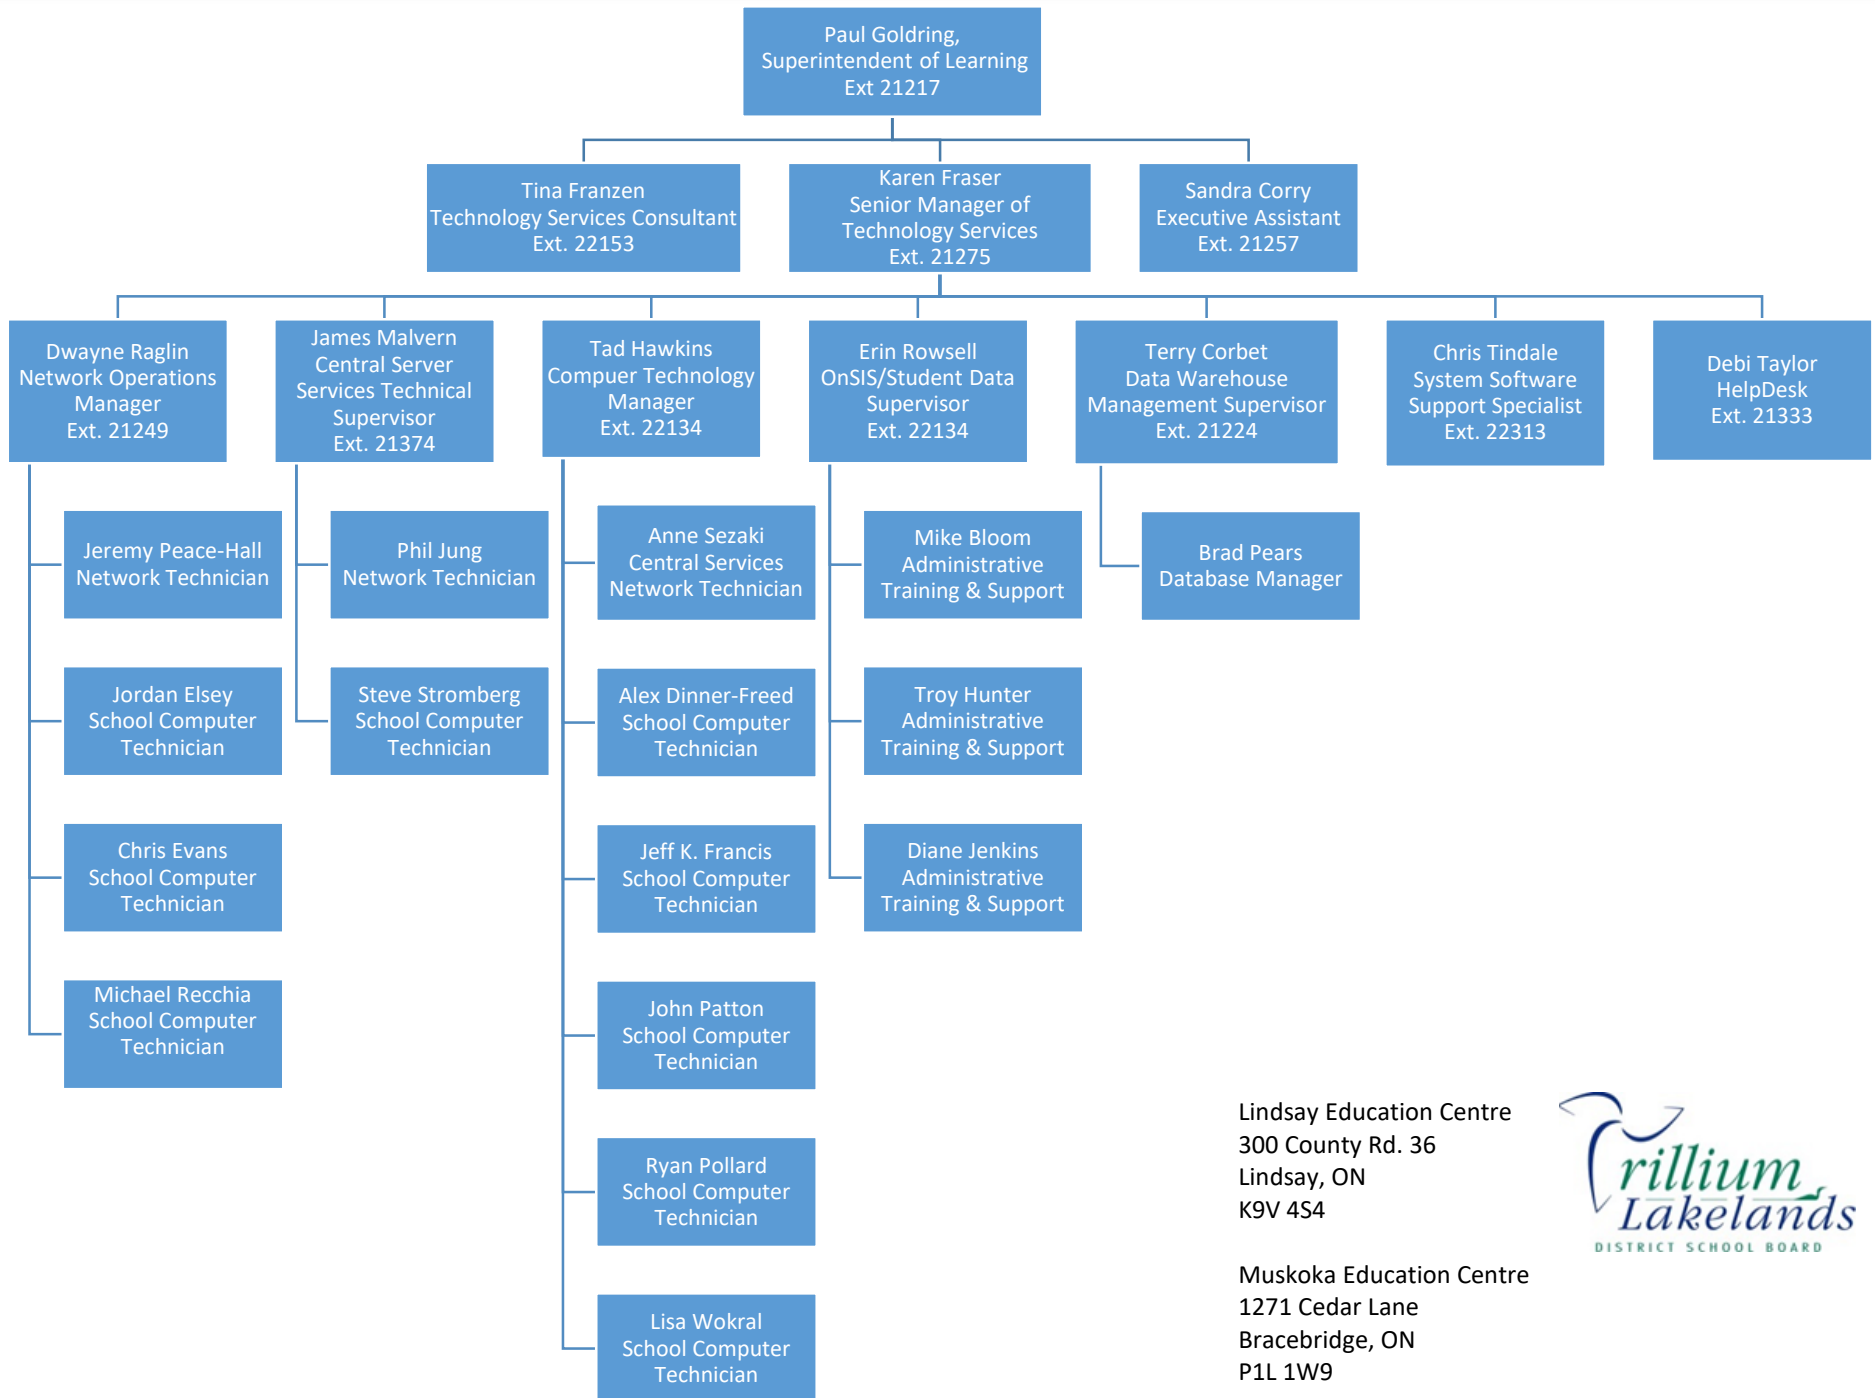 Paul Goldring,
Superintendent of Learning
Ext 21217
Tina Franzen
Technology Services Consultant
Ext. 22153
Karen Fraser
Senior Manager of
Technology Services
Ext. 21275
Sandra Corry
Executive Assistant
Ext. 21257
Dwayne Raglin
Network Operations
Manager
Ext. 21249
James Malvern
Central Server
Services Technical
Supervisor
Ext. 21374
Tad Hawkins
Compuer Technology
Manager
Ext. 22134
Erin Rowsell
OnSIS/Student Data
Supervisor
Ext. 22134
Terry Corbet
Data Warehouse
Management Supervisor
Ext. 21224
Chris Tindale
System Software
Support Specialist
Ext. 22313
Debi Taylor
HelpDesk
Ext. 21333
Jeremy Peace-Hall
Network Technician
Jordan Elsey
School Computer
Technician
Chris Evans
School Computer
Technician
Michael Recchia
School Computer
Technician
Phil Jung
Network Technician
Steve Stromberg
School Computer
Technician
Anne Sezaki
Central Services
Network Technician
Alex Dinner-Freed
School Computer
Technician
Jeff K. Francis
School Computer
Technician
John Patton
School Computer
Technician
Ryan Pollard
School Computer
Technician
Lisa Wokral
School Computer
Technician
Mike Bloom
Administrative
Training & Support
Troy Hunter
Administrative
Training & Support
Diane Jenkins
Administrative
Training & Support
Brad Pears
Database Manager
Lindsay Education Centre
300 County Rd. 36
Lindsay, ON
K9V 4S4
Muskoka Education Centre
1271 Cedar Lane
Bracebridge, ON
P1L 1W9
Trillium
Lakelands
DISTRICT SCHOOL BOARD